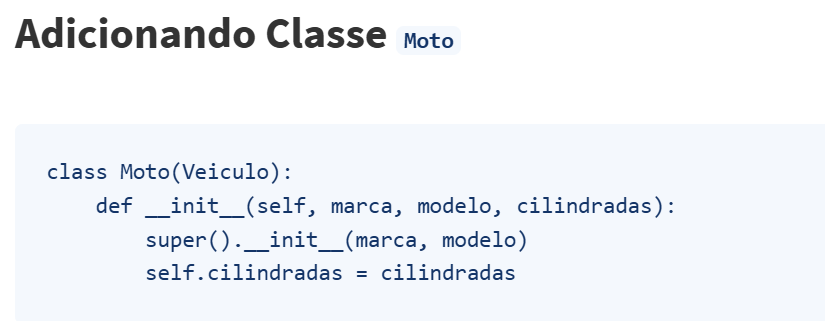 Adicionando Classe Moto
class Moto(Veiculo):
    def __init__(self, marca, modelo, cilindradas):
        super().__init__(marca, modelo)
        self.cilindradas = cilindradas